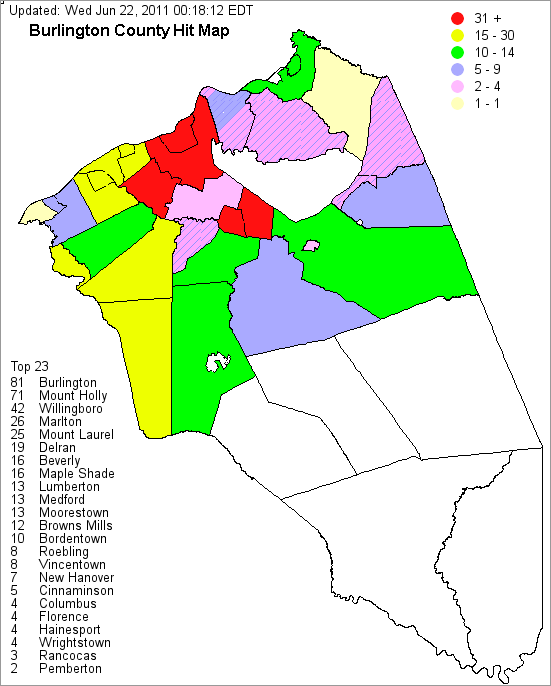 Updated: Wed Jun 22, 2011 00:18:12 EDT
Burlington County Hit Map
31 +
15 - 30
10 - 14
5 - 9
2 - 4
1 - 1
Top 23
81 Burlington
71 Mount Holly
42 Willingboro
26 Marlton
25 Mount Laurel
19 Delran
16 Beverly
16 Maple Shade
13 Lumberton
13 Medford
13 Moorestown
12 Browns Mills
10 Bordentown
8 Roebling
8 Vincentown
7 New Hanover
5 Cinnaminson
4 Columbus
4 Florence
4 Hainesport
4 Wrightstown
3 Rancocas
2 Pemberton